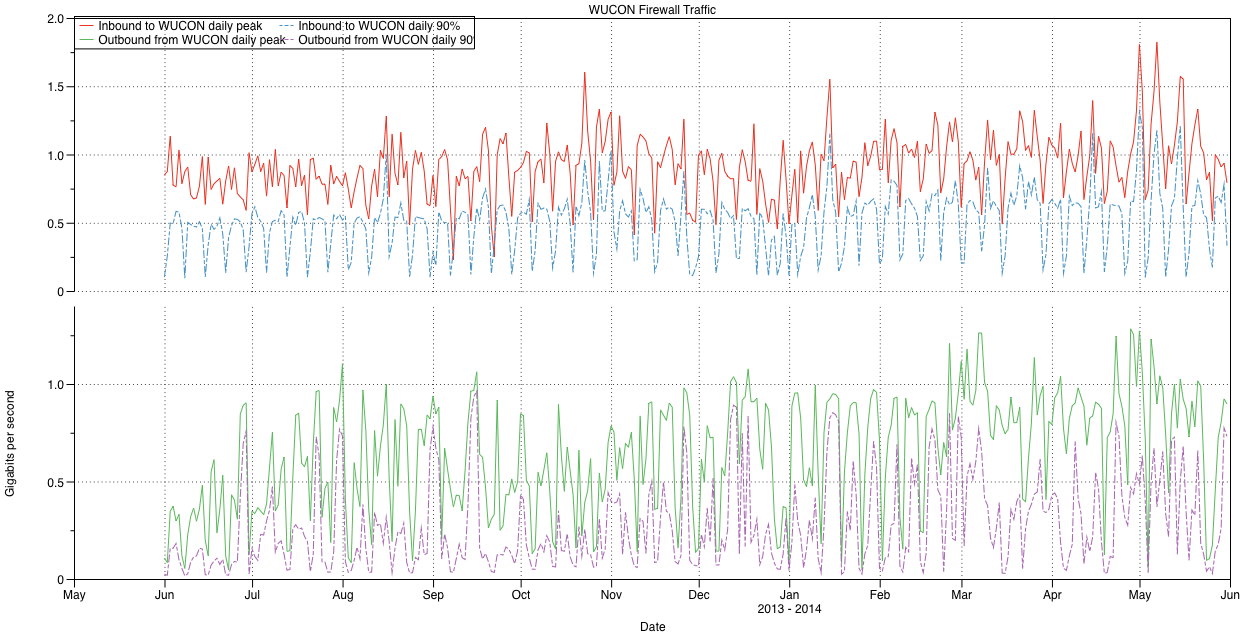 WUCON Firewall Traffic
Inbound to WUCON daily peak Inbound to WUCON daily 90%
Outbound from WUCON daily peak Outbound from WUCON daily 90
2.0
1.5
1.0
0.5
0
1.0
0.5
0
Gigabits per second
May Jun Jul Aug Sep Oct Nov Dec Jan Feb Mar Apr May Jun
2013 - 2014
Date